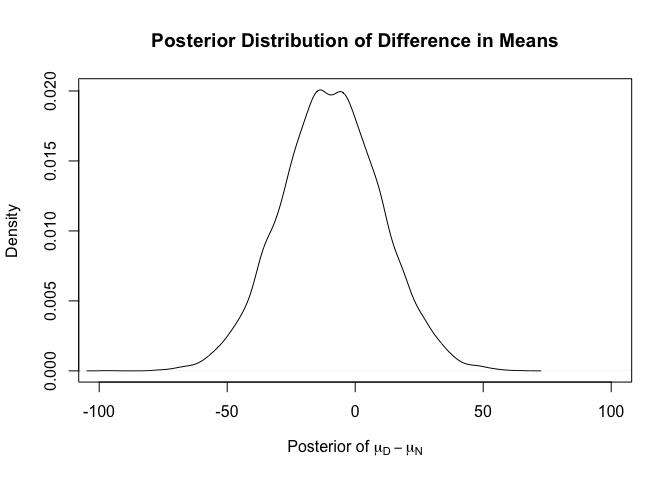 Posterior Distribution of Difference in Means
Density
0.020
0.015
0.010
0.005
0.000
-100 -50 0 50 100
Posterior of μD − μN